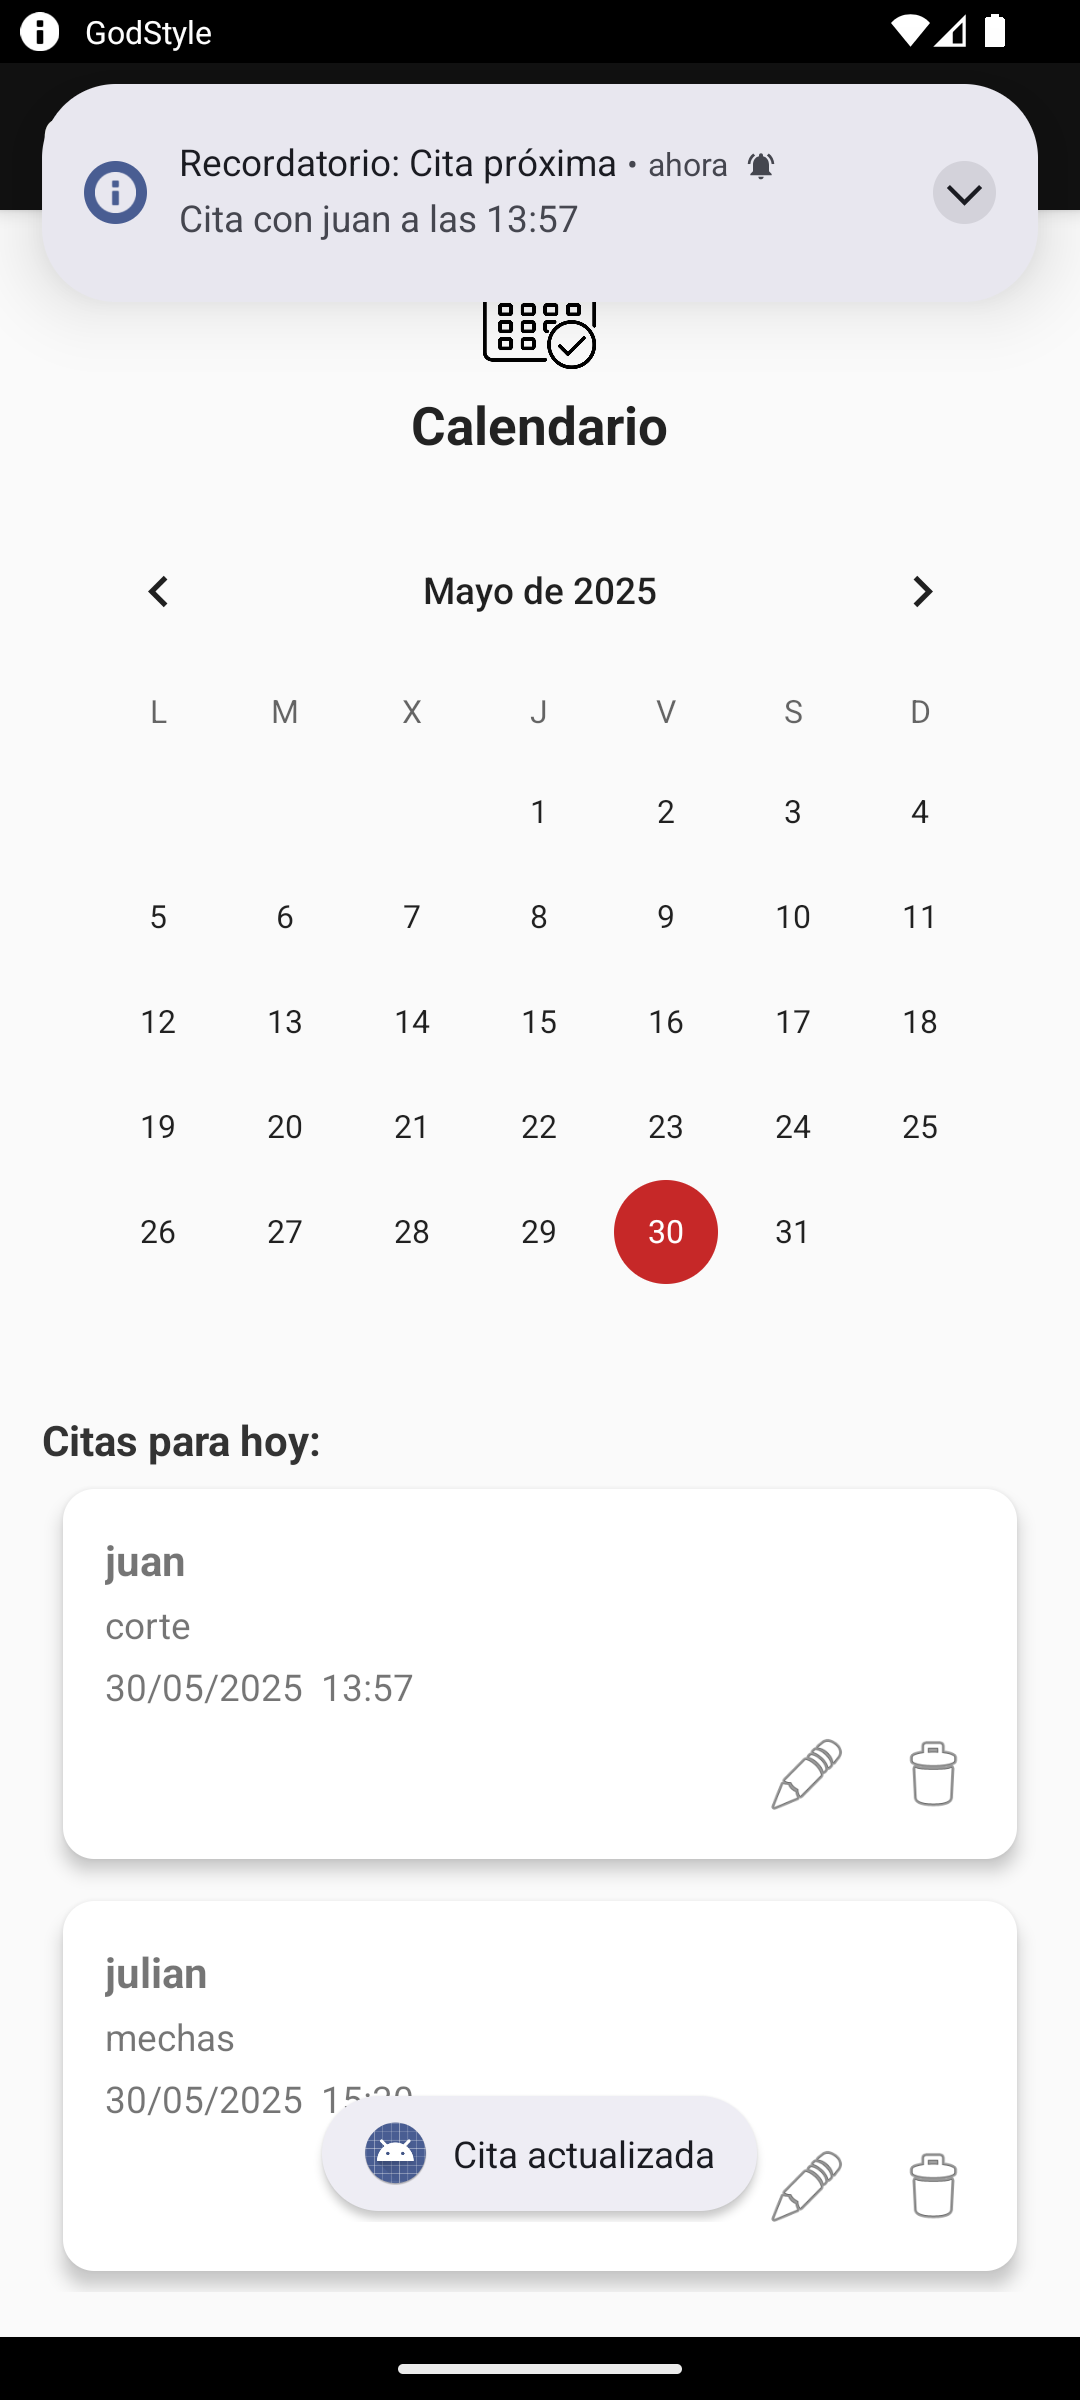 GodStyle
Recordatorio: Cita próxima • ahora
Cita con juan a las 13:57
Calendario
Mayo de 2025
L M X J V S D
1 2 3 4
5 6 7 8 9 10 11
12 13 14 15 16 17 18
19 20 21 22 23 24 25
26 27 28 29 30 31
Citas para hoy:
juan
corte
30/05/2025 13:57
julian
mechas
30/05/2025
Cita actualizada